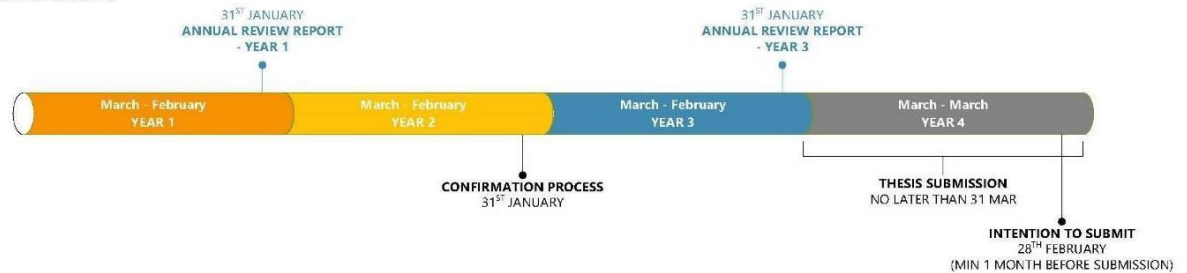 31ST JANUARY
ANNUAL REVIEW REPORT
- YEAR 1
31ST JANUARY
ANNUAL REVIEW REPORT
- YEAR 3
March - February
YEAR 1
March - February
YEAR 2
March - February
YEAR 3
March - March
YEAR 4
CONFIRMATION PROCESS
31ST JANUARY
THESIS SUBMISSION
NO LATER THAN 31 MAR
INTENTION TO SUBMIT
28TH FEBRUARY
(MIN 1 MONTH BEFORE SUBMISSION)